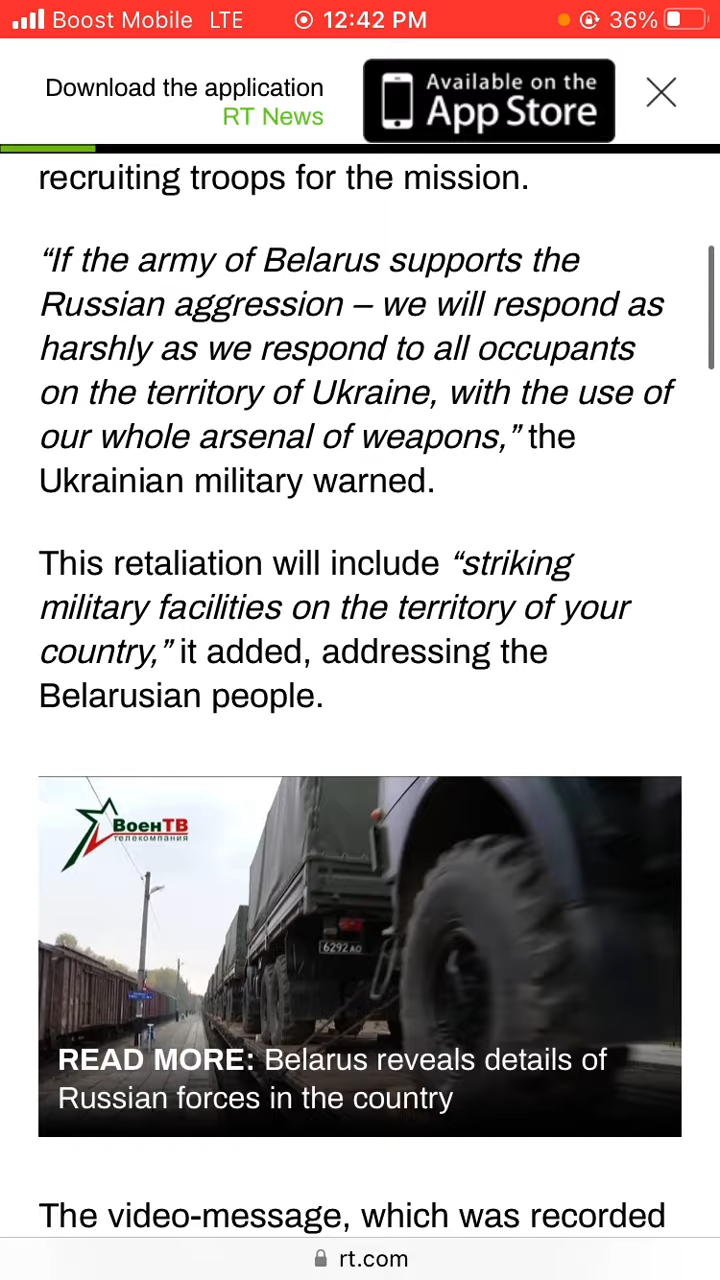 Boost Mobile LTE 12:42 PM 36%
Download the application
RT News
Available on the
App Store
recruiting troops for the mission.
“If the army of Belarus supports the
Russian aggression – we will respond as
harshly as we respond to all occupants
on the territory of Ukraine, with the use of
our whole arsenal of weapons,” the
Ukrainian military warned.
This retaliation will include “striking
military facilities on the territory of your
country,” it added, addressing the
Belarusian people.
ВоенТВ
телекомпания
6292 AO
READ MORE: Belarus reveals details of
Russian forces in the country
The video-message, which was recorded
rt.com